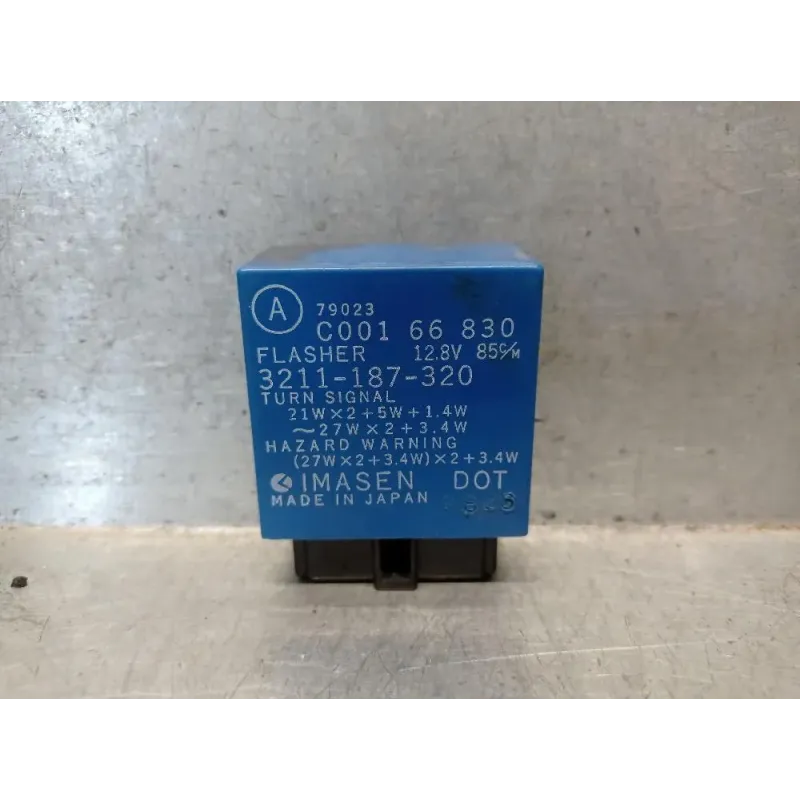 A
79023
C001 66 830
FLASHER 12.8V 85C/M
3211-187-320
TURN SIGNAL
21W×2+5W+1.4W
~27W×2+3.4W
HAZARD WARNING
(27W×2+3.4W)×2+3.4W
IMASEN DOT
MADE IN JAPAN